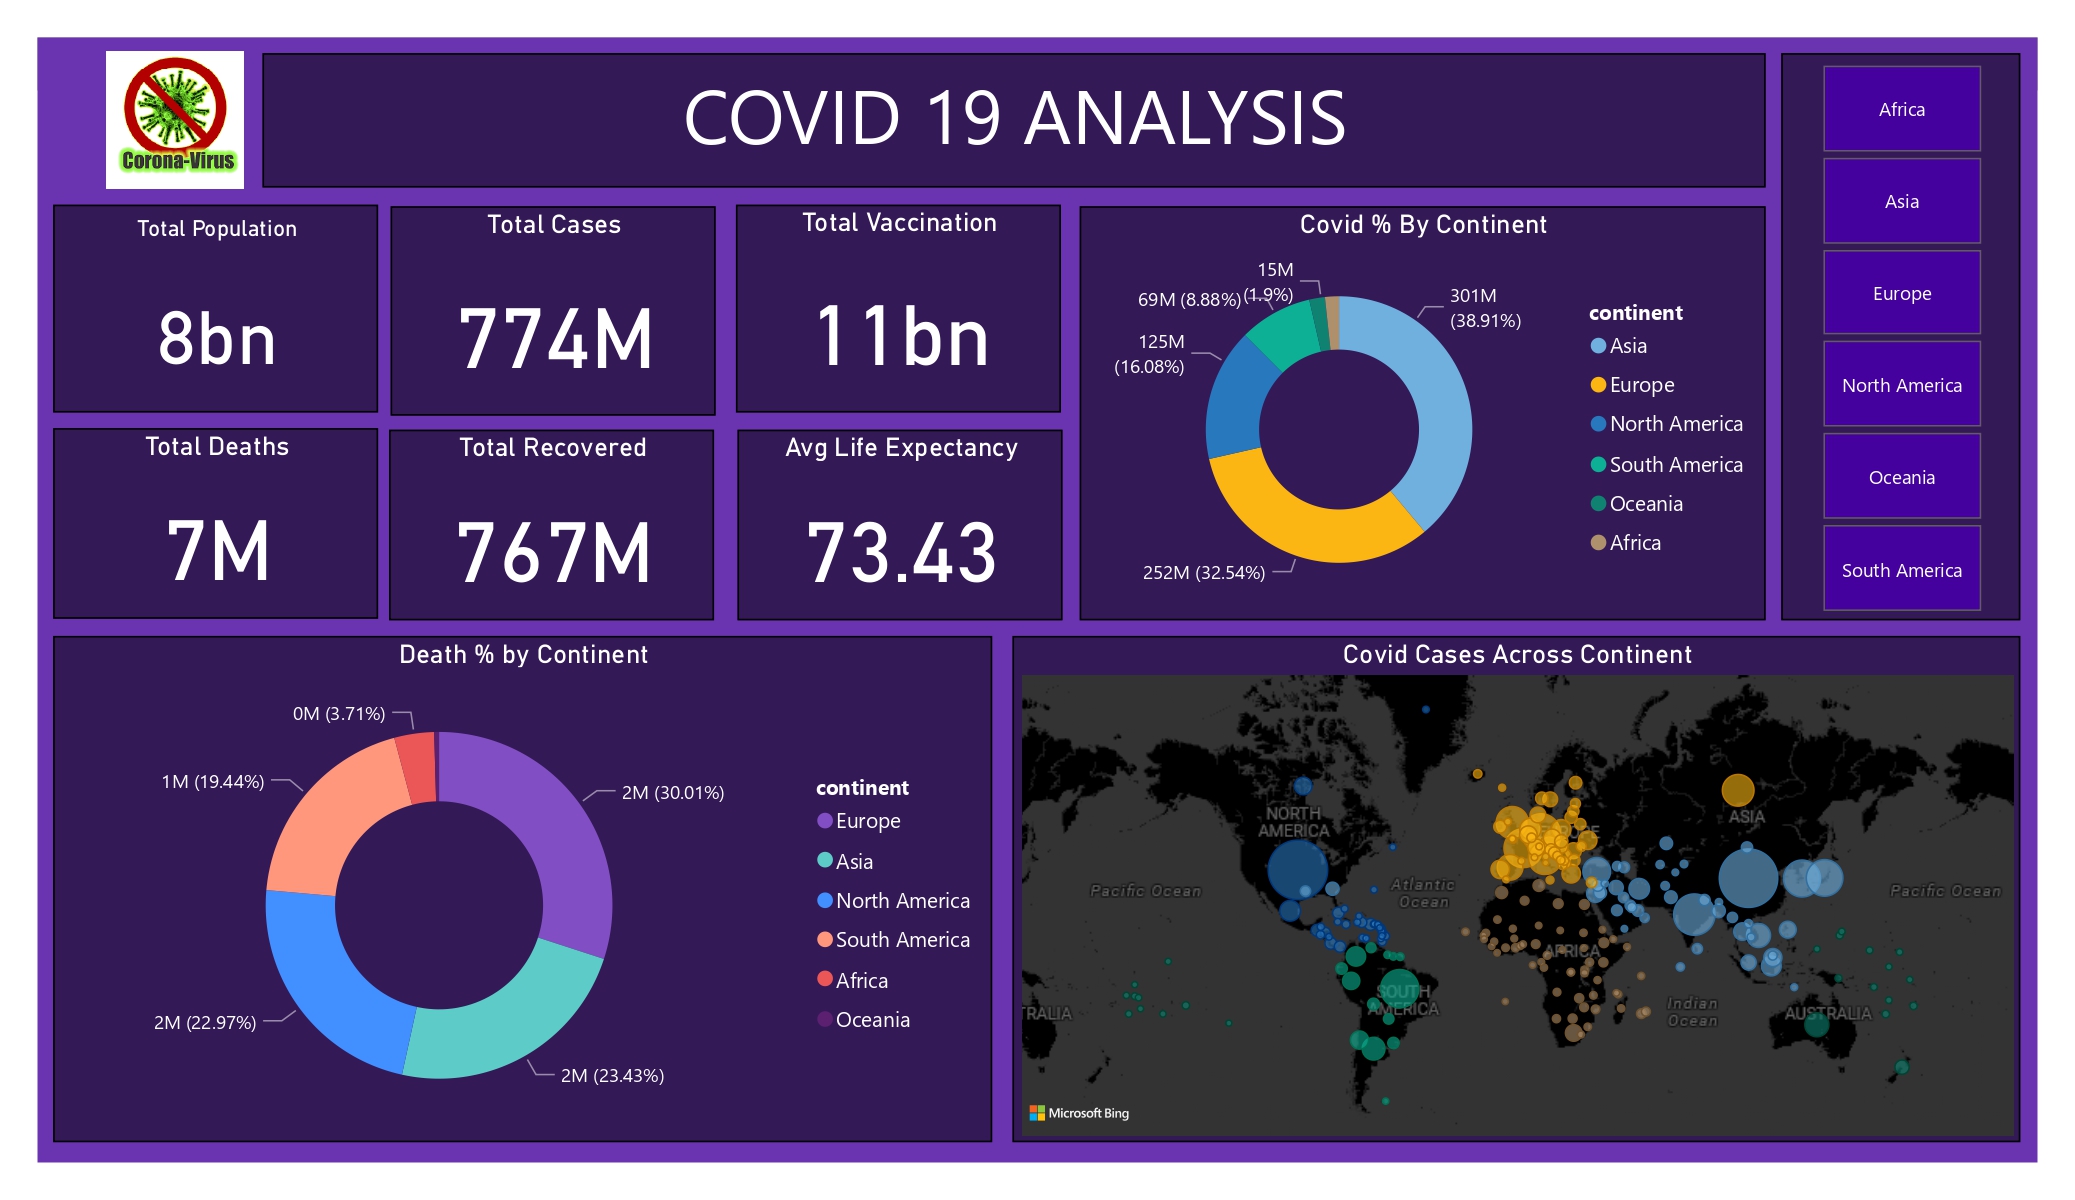 Corona-Virus
COVID 19 ANALYSIS
Africa
Asia
Europe
North America
Oceania
South America
Total Population
8bn
Total Cases
774M
Total Vaccination
11bn
Total Deaths
7M
Total Recovered
767M
Avg Life Expectancy
73.43
Covid % By Continent
15M
(1.9%)
69M (8.88%)
125M
(16.08%)
301M
(38.91%)
252M (32.54%)
continent
Asia
Europe
North America
South America
Oceania
Africa
Death % by Continent
0M (3.71%)
1M (19.44%)
2M (30.01%)
2M (22.97%)
2M (23.43%)
continent
Europe
Asia
North America
South America
Africa
Oceania
Covid Cases Across Continent
NORTH
AMERICA
ASIA
Pacific Ocean
Atlantic
Ocean
Pacific Ocean
AFRICA
SOUTH
AMERICA
Indian
Ocean
TRALIA
AUSTRALIA
Microsoft Bing